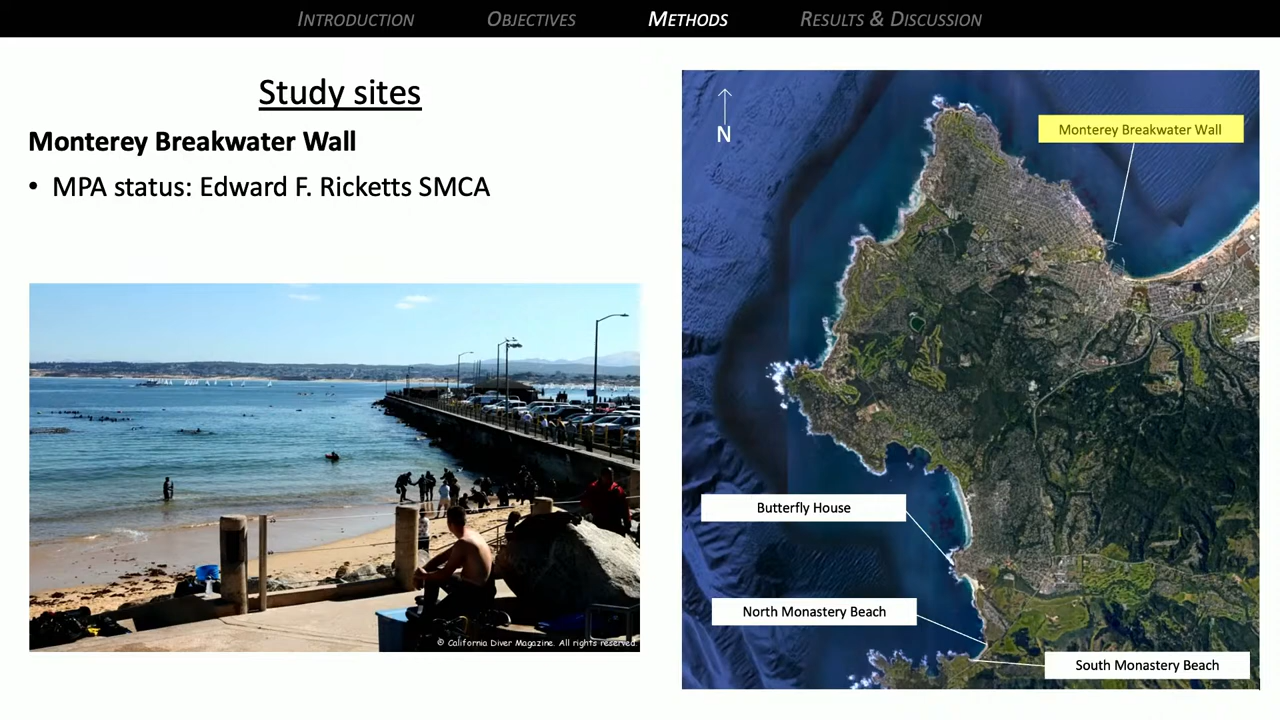 INTRODUCTION OBJECTIVES METHODS RESULTS & DISCUSSION
Study sites
Monterey Breakwater Wall
• MPA status: Edward F. Ricketts SMCA
© California Diver Magazine. All rights reserved.
N
Monterey Breakwater Wall
Butterfly House
North Monastery Beach
South Monastery Beach